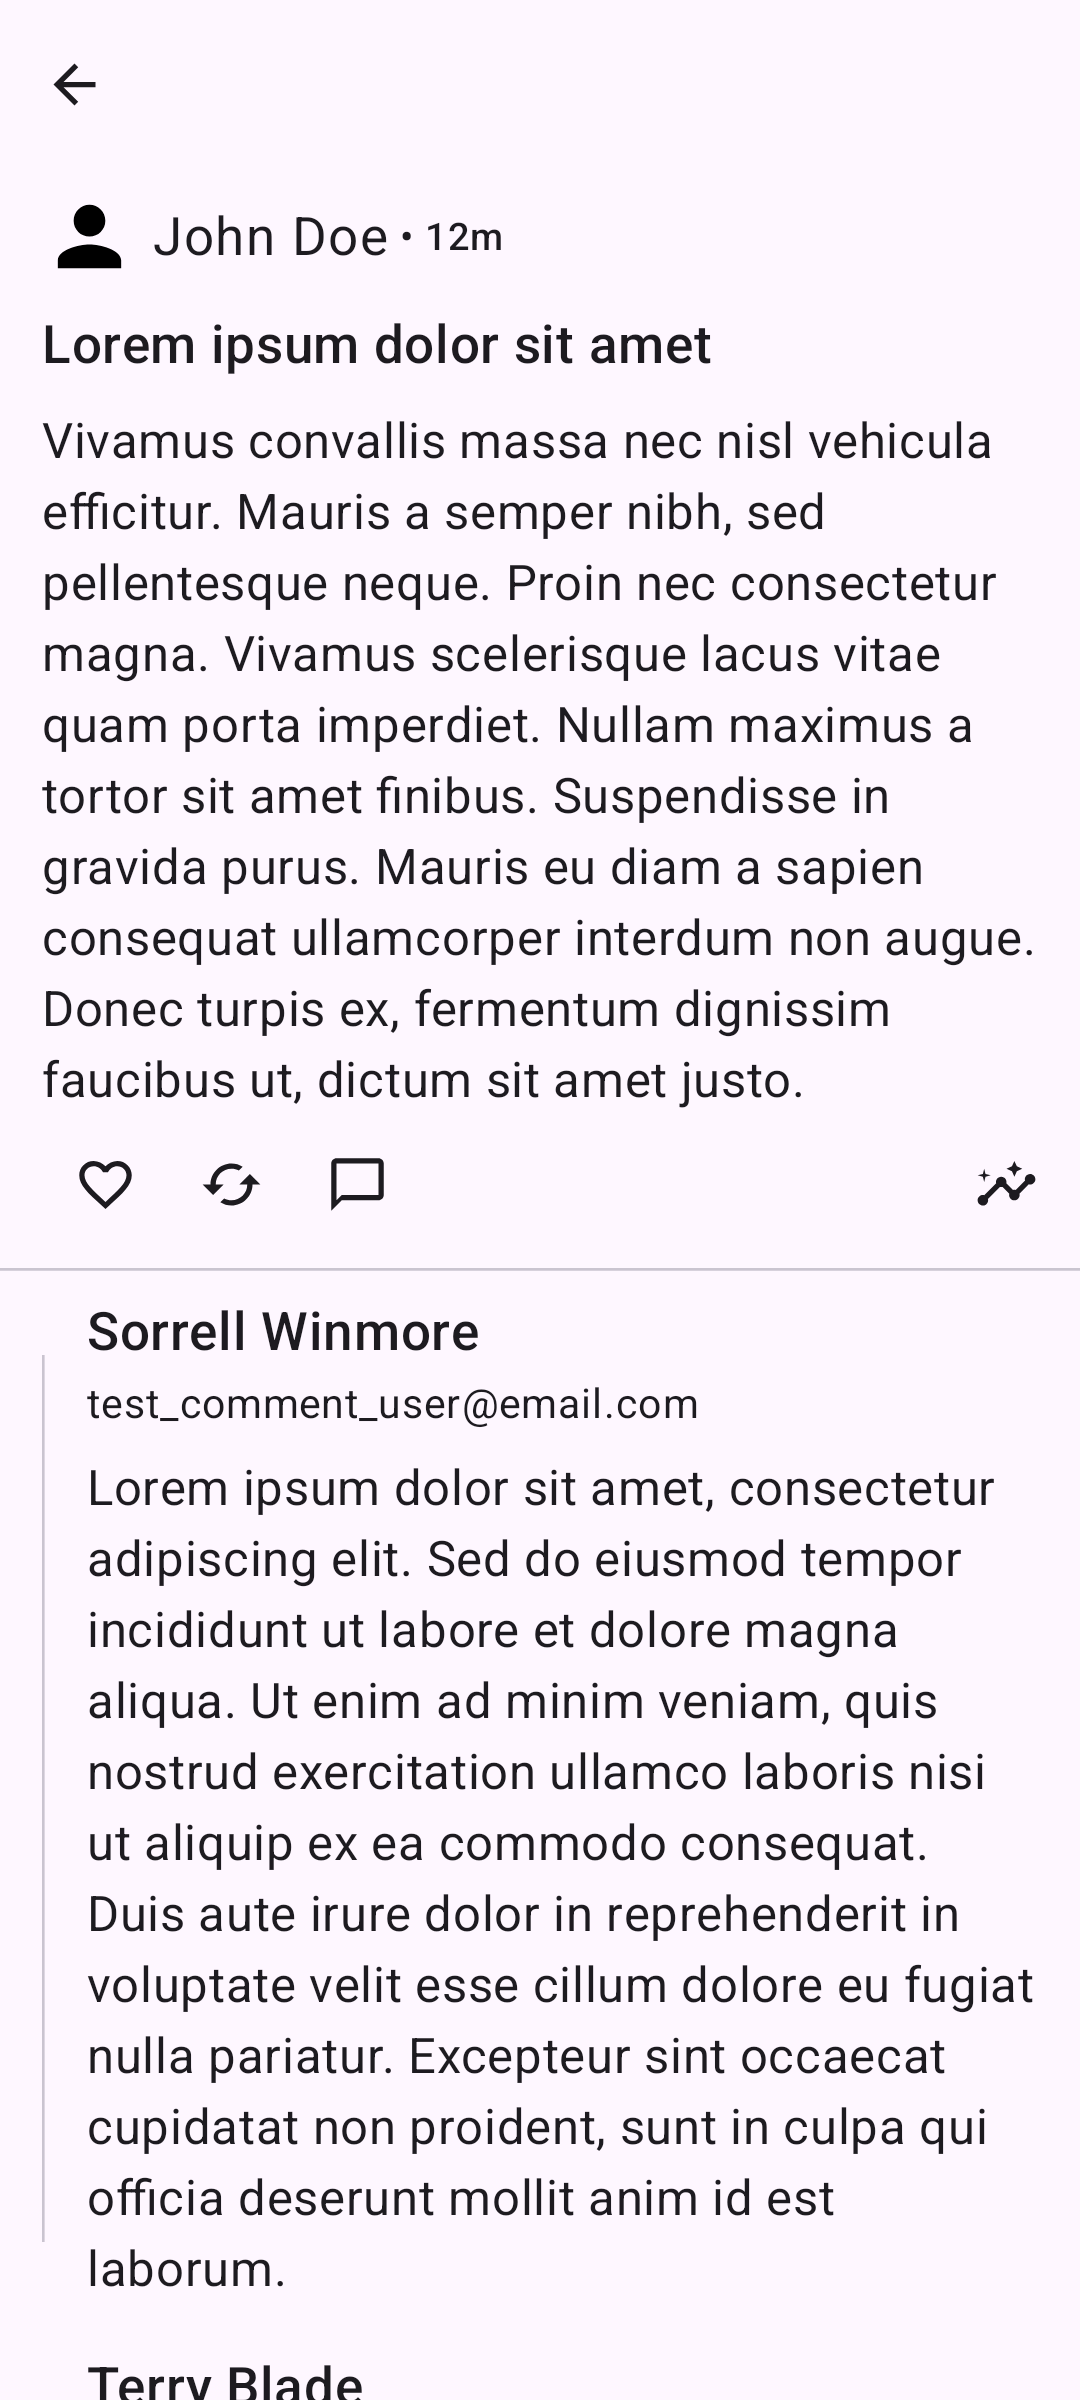 John Doe • 12m
Lorem ipsum dolor sit amet
Vivamus convallis massa nec nisl vehicula
efficitur. Mauris a semper nibh, sed
pellentesque neque. Proin nec consectetur
magna. Vivamus scelerisque lacus vitae
quam porta imperdiet. Nullam maximus a
tortor sit amet finibus. Suspendisse in
gravida purus. Mauris eu diam a sapien
consequat ullamcorper interdum non augue.
Donec turpis ex, fermentum dignissim
faucibus ut, dictum sit amet justo.
Sorrell Winmore
test_comment_user@email.com
Lorem ipsum dolor sit amet, consectetur
adipiscing elit. Sed do eiusmod tempor
incididunt ut labore et dolore magna
aliqua. Ut enim ad minim veniam, quis
nostrud exercitation ullamco laboris nisi
ut aliquip ex ea commodo consequat.
Duis aute irure dolor in reprehenderit in
voluptate velit esse cillum dolore eu fugiat
nulla pariatur. Excepteur sint occaecat
cupidatat non proident, sunt in culpa qui
officia deserunt mollit anim id est
laborum.
Terry Blade